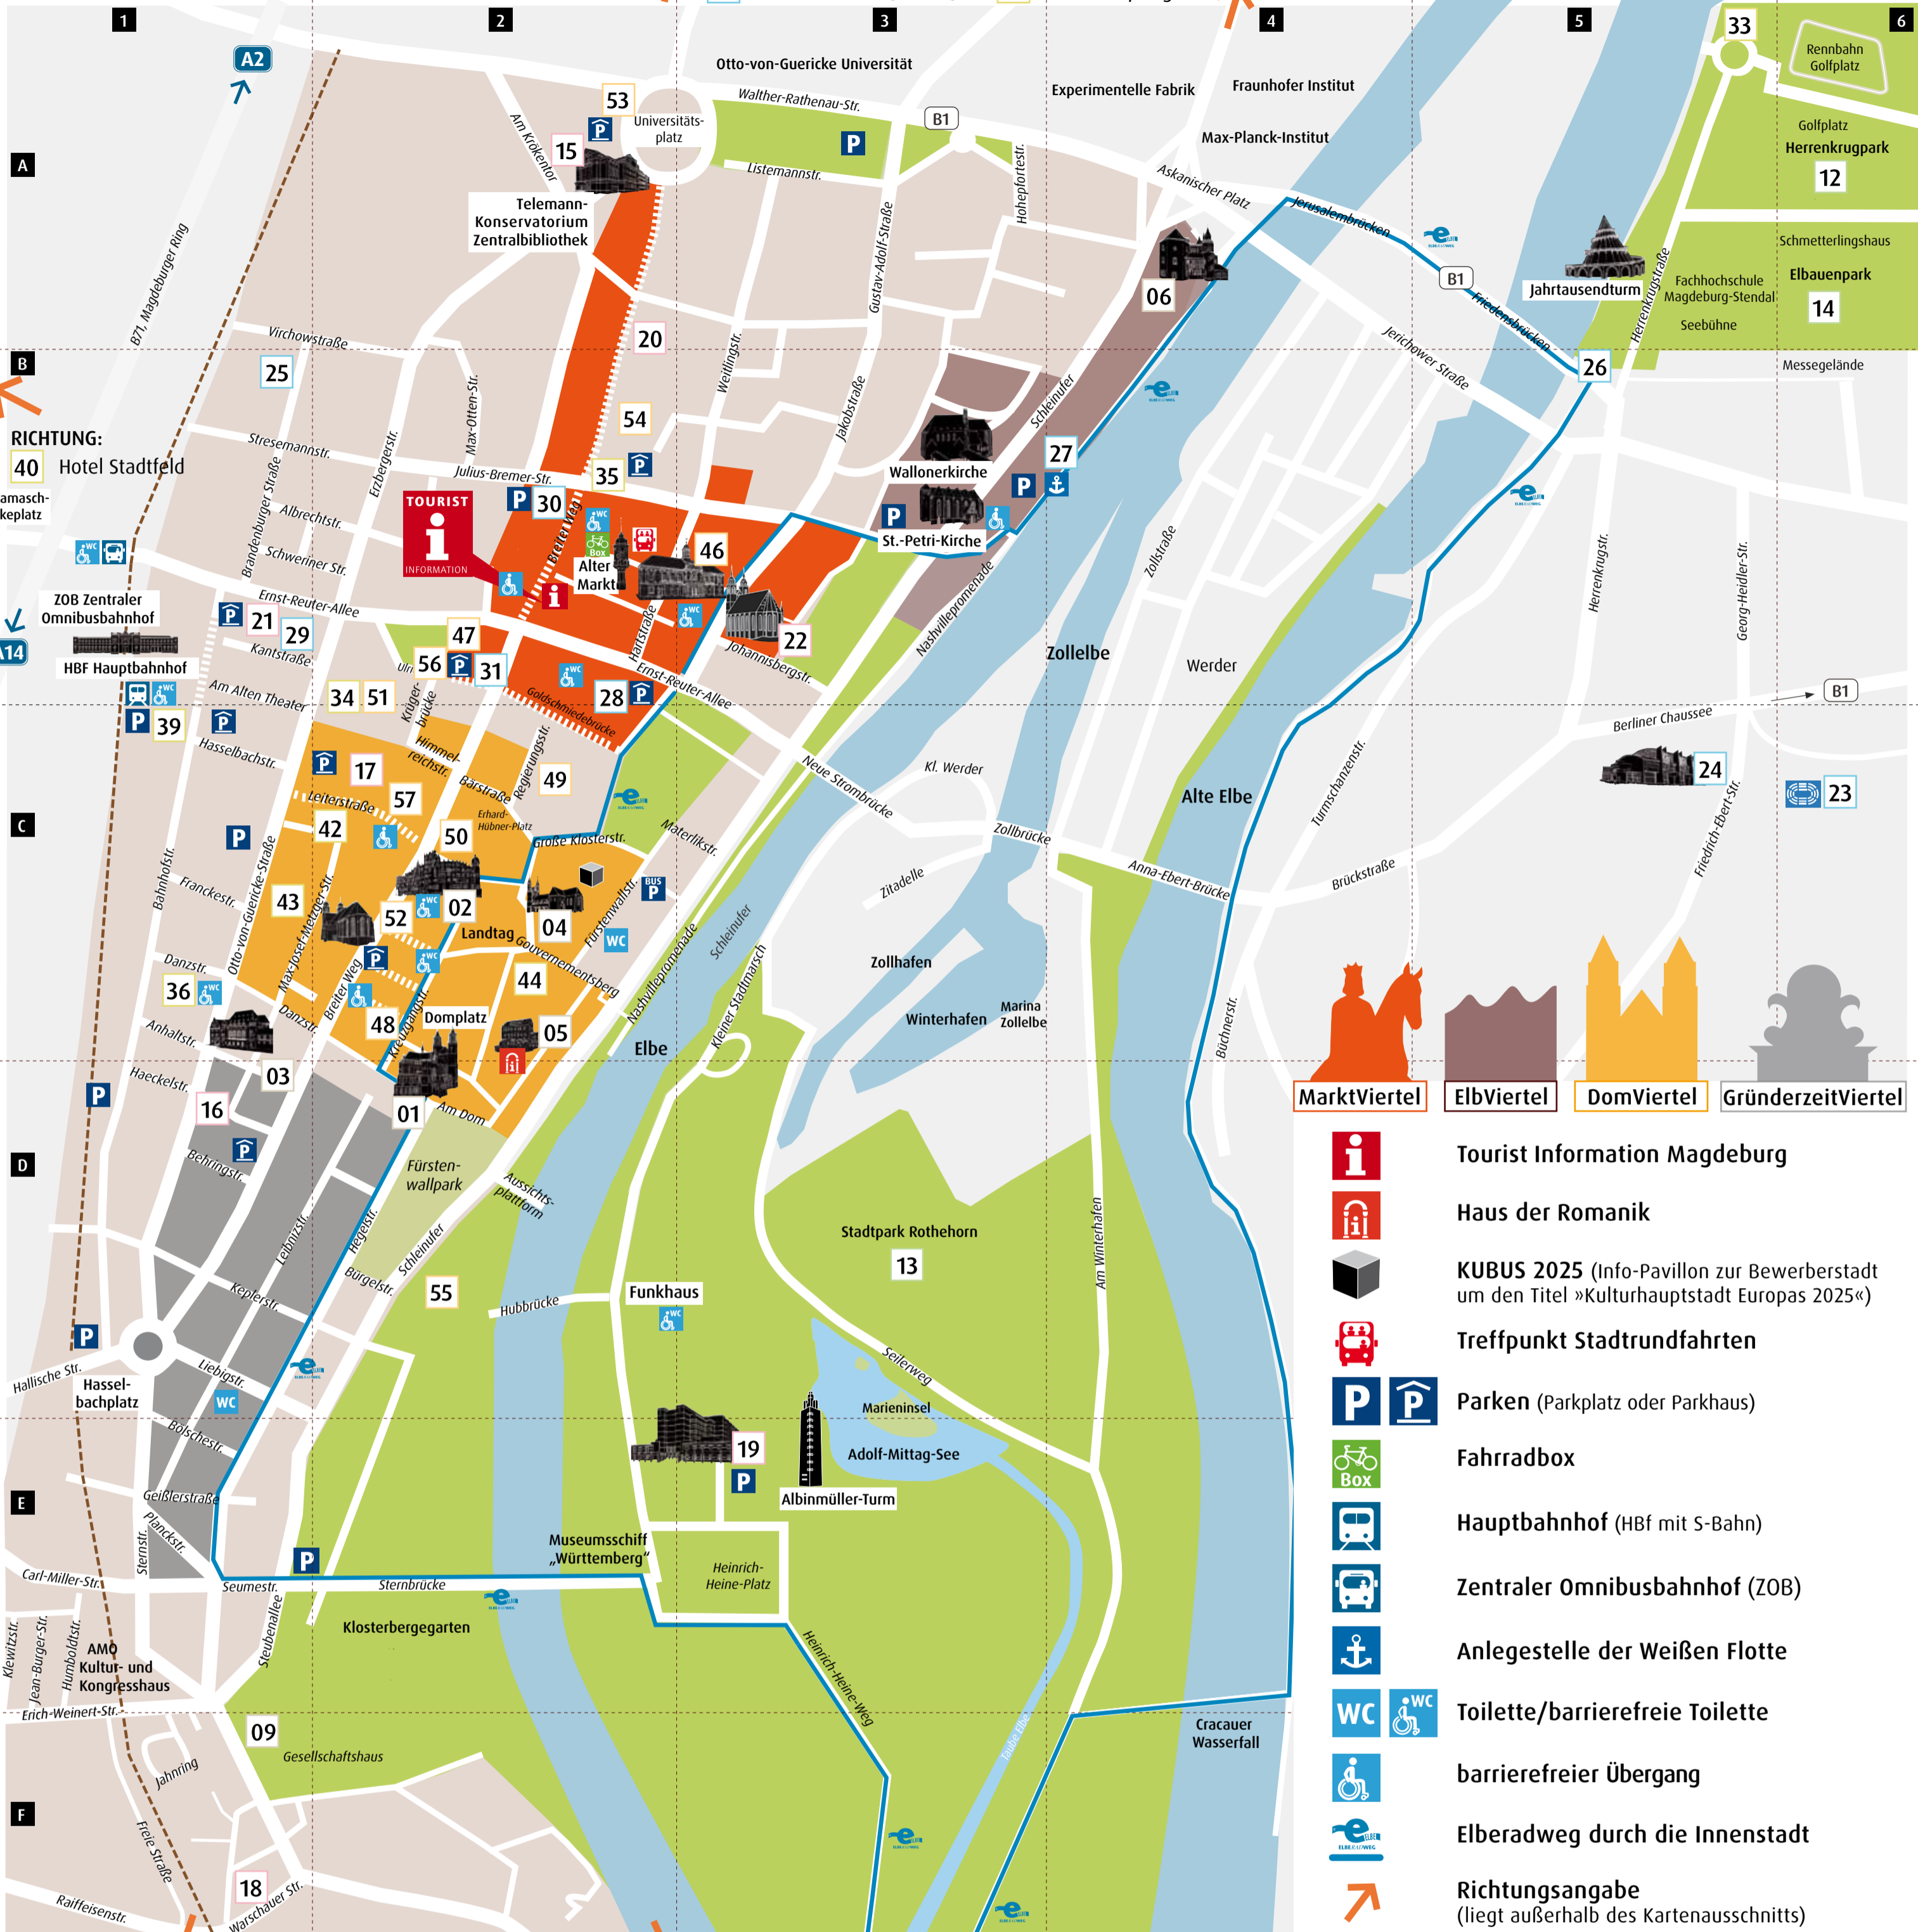 1
2
3
4
5
6
A
B
C
D
E
F
A2
B71, Magdeburger Ring
Otto-von-Guericke Universität
Walther-Rathenau-Str.
Universitäts-
platz
53
15
Am Krökentor
Telemann-
Konservatorium
Zentralbibliothek
Listemannstr.
B1
Hohepfortestr.
Gustav-Adolf-Straße
Experimentelle Fabrik
Fraunhofer Institut
Max-Planck-Institut
Askanischer Platz
Jerusalembrücken
B1
Friedensbrücken
06
33
Rennbahn
Golfplatz
Golfplatz
Herrenkrugpark
12
Schmetterlingshaus
Elbauenpark
14
Fachhochschule
Magdeburg-Stendal
Seebühne
Herrenkrugstraße
Jahrtausendturm
26
Messegelände
Virchowstraße
25
20
54
35
Weitlingstr.
Jakobstraße
Schleinufer
Jerichower Straße
RICHTUNG:
40 Hotel Stadtfeld
amasch-
keplatz
Stresemannstr.
Brandenburger Straße
Erzbergerstr.
Max-Otten-Str.
Julius-Bremer-Str.
Albrechtstr.
Schweriner Str.
TOURIST
i
INFORMATION
30
Breiter Weg
WC
Box
Alter
Markt
46
Wallonerkirche
St.-Petri-Kirche
27
Zollstraße
Herrenkrugstr.
Georg-Heidler-Str.
ZOB Zentraler
Omnibusbahnhof
HBF Hauptbahnhof
A14
Ernst-Reuter-Allee
21
29
Kantstraße
47
56
31
28
Hartstraße
Johannisbergstr.
22
Nashvillepromenade
Ernst-Reuter-Allee
Goldschmiedebrücke
Zollelbe
Werder
Am Alten Theater
34
51
Krüger-
brücke
39
Hasselbachstr.
Himmel-
reichstr.
Bärstraße
Regierungsstr.
49
17
57
Leiterstraße
42
50
Erhard-
Hübner-Platz
Große Klosterstr.
Materlikstr.
Neue Strombrücke
Kl. Werder
Zollbrücke
Alte Elbe
Anna-Ebert-Brücke
Turmschanzenstr.
Brückstraße
Berliner Chaussee
B1
24
23
Friedrich-Ebert-Str.
Bahnhofstr.
Franckestr.
Otto-von-Guericke-Straße
43
Max-Josef-Metzger-Str.
52
02
Landtag
04
BUS
P
Fürstenwallstr.
WC
Gouvernementsberg
44
Zitadelle
Zollhafen
Winterhafen
Marina
Zollelbe
Schleinufer
Nashvillepromenade
Kleiner Stadtmarsch
Büchnerstr.
Danzstr.
36
Anhaltstr.
Danzstr.
Breiter Weg
48
Kreuzgangstr.
Domplatz
05
Elbe
03
Haeckelstr.
16
01
Am Dom
Behringstr.
Fürsten-
wallpark
Aussichts-
plattform
Leibnizstr.
Hegelstr.
Schleinufer
Bürgelstr.
Keplerstr.
55
Hubbrücke
Funkhaus
Stadtpark Rothehorn
13
Am Winterhafen
Seilerweg
Marieninsel
Adolf-Mittag-See
19
Albinmüller-Turm
Hallische Str.
Hassel-
bachplatz
Liebigstr.
WC
Bölschestr.
Geißlerstraße
Planckstr.
Sternstr.
Carl-Miller-Str.
Seumestr.
Sternbrücke
Museumsschiff
„Württemberg“
Heinrich-
Heine-Platz
Heinrich-Heine-Weg
Klosterbergegarten
Steubenallee
Klewitzstr.
Jean-Burger-Str.
Humboldtstr.
AMO
Kultur- und
Kongresshaus
Erich-Weinert-Str.
09
Gesellschaftshaus
Jahnring
Freie Straße
18
Warschauer Str.
Raiffeisenstr.
Taube Elbe
Cracauer
Wasserfall
MarktViertel
ElbViertel
DomViertel
GründerzeitViertel
Tourist Information Magdeburg
Haus der Romanik
KUBUS 2025 (Info-Pavillon zur Bewerberstadt
um den Titel »Kulturhauptstadt Europas 2025«)
Treffpunkt Stadtrundfahrten
P P Parken (Parkplatz oder Parkhaus)
Box Fahrradbox
Hauptbahnhof (HBf mit S-Bahn)
Zentraler Omnibusbahnhof (ZOB)
Anlegestelle der Weißen Flotte
WC WC Toilette/barrierefreie Toilette
barrierefreier Übergang
Elberadweg durch die Innenstadt
Richtungsangabe
(liegt außerhalb des Kartenausschnitts)